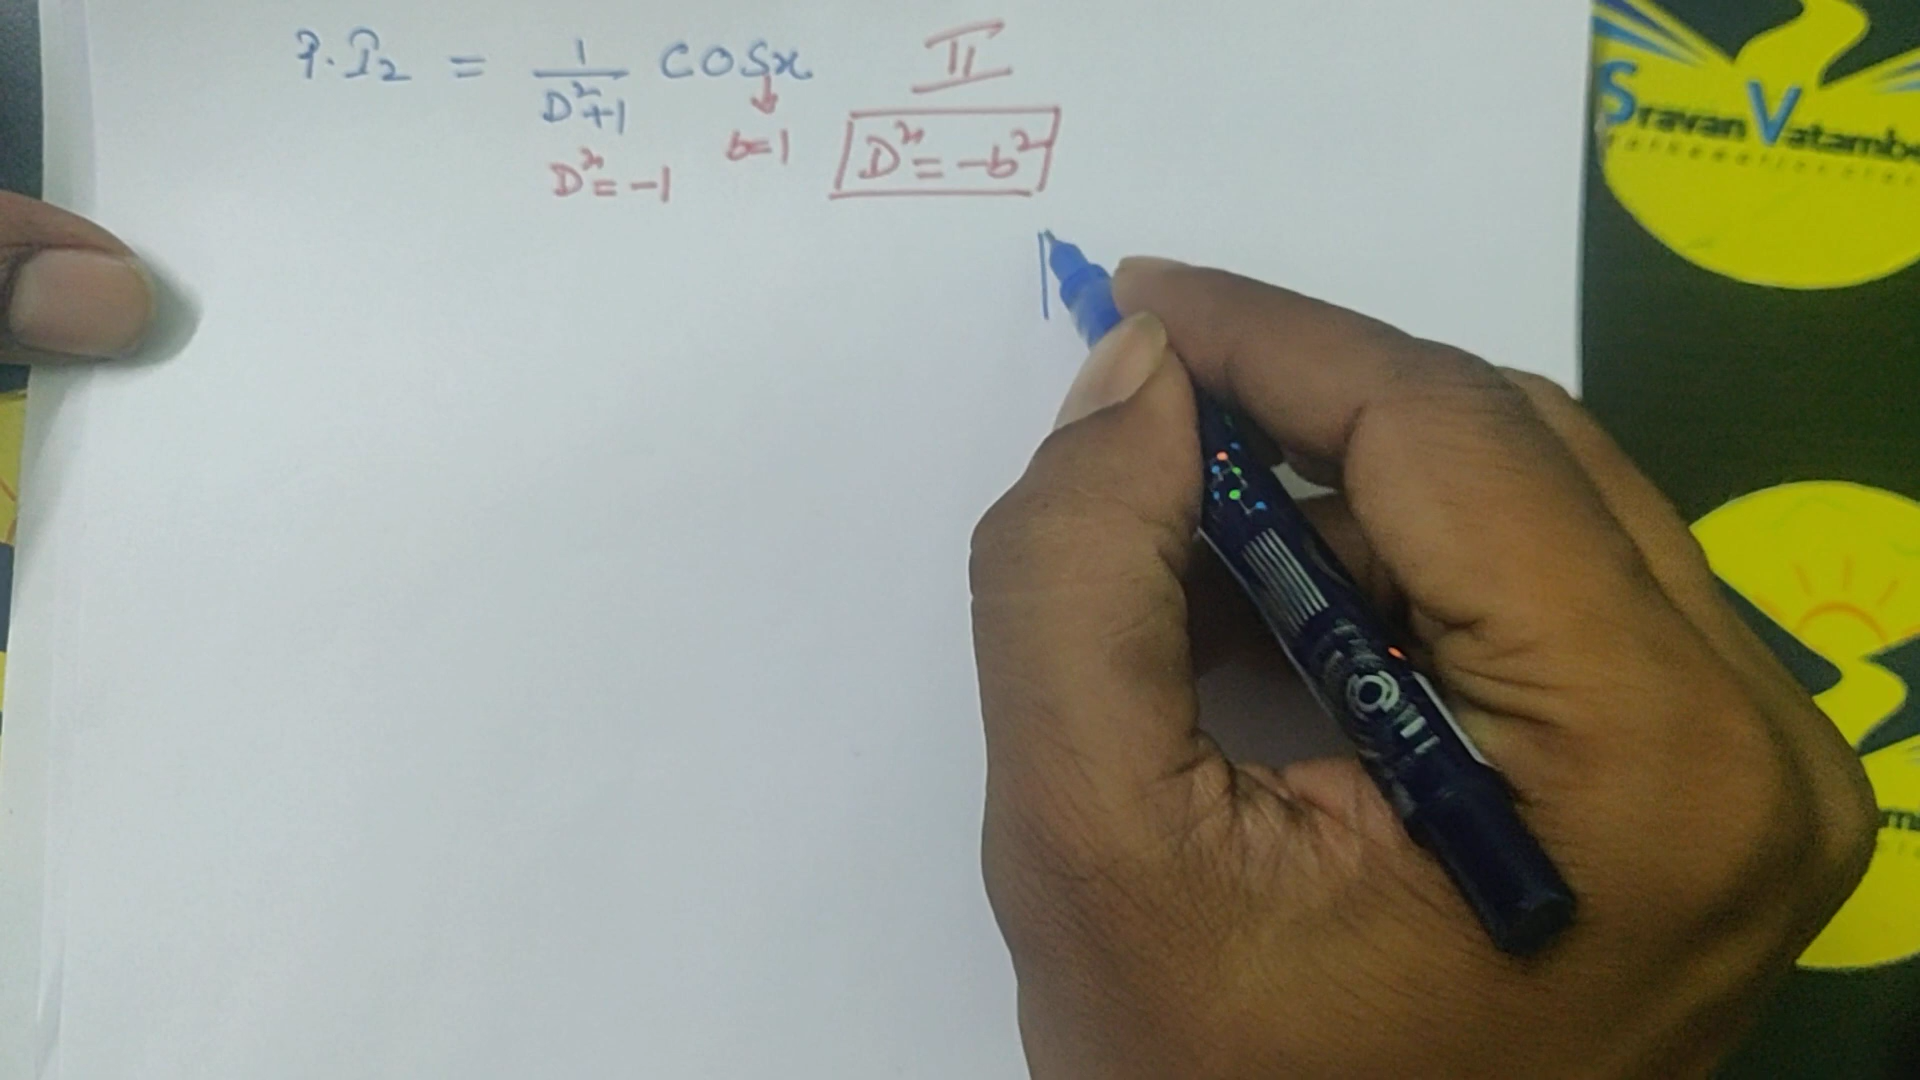 P.I₂ = 1/(D²+1) cosx II
↓
D² = -1 b=1 D² = -b²
Sravan Vatambe